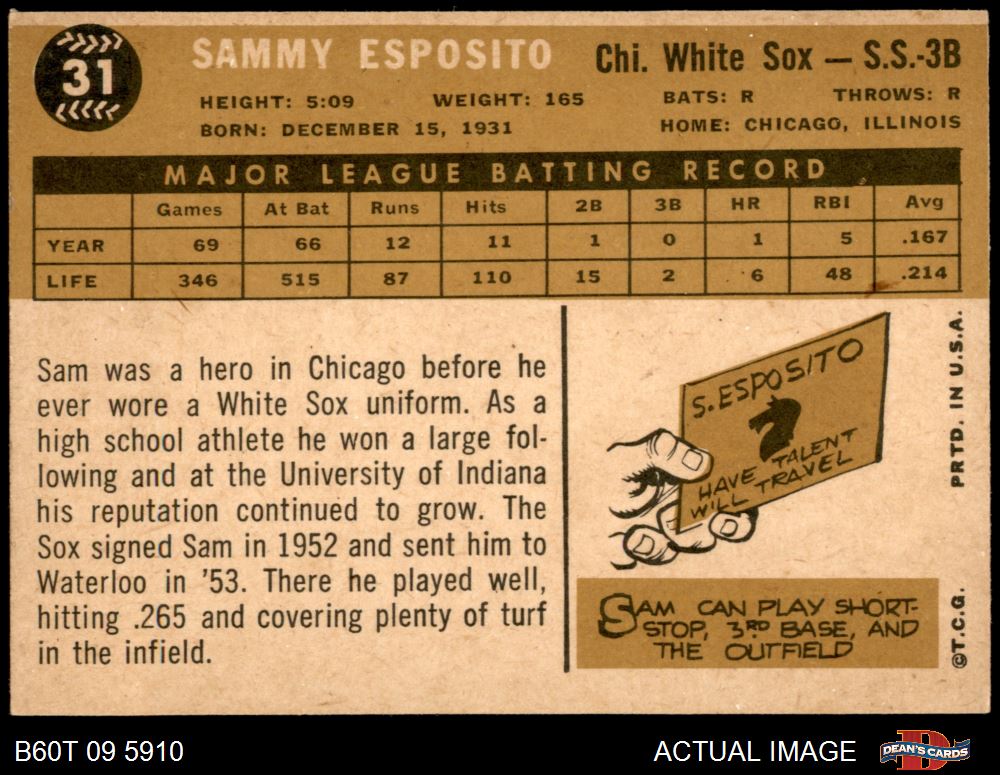 31
SAMMY ESPOSITO
Chi. White Sox — S.S.-3B
HEIGHT: 5:09 WEIGHT: 165 BATS: R THROWS: R
BORN: DECEMBER 15, 1931 HOME: CHICAGO, ILLINOIS
MAJOR LEAGUE BATTING RECORD
Games At Bat Runs Hits 2B 3B HR RBI Avg
YEAR 69 66 12 11 1 0 1 5 .167
LIFE 346 515 87 110 15 2 6 48 .214
Sam was a hero in Chicago before he
ever wore a White Sox uniform. As a
high school athlete he won a large fol-
lowing and at the University of Indiana
his reputation continued to grow. The
Sox signed Sam in 1952 and sent him to
Waterloo in '53. There he played well,
hitting .265 and covering plenty of turf
in the infield.
S. ESPOSITO
HAVE TALENT
WILL TRAVEL
SAM CAN PLAY SHORT-
STOP, 3RD BASE, AND
THE OUTFIELD
©T.C.G. PRTD. IN U.S.A.
B60T 09 5910
ACTUAL IMAGE
D
DEAN'S CARDS